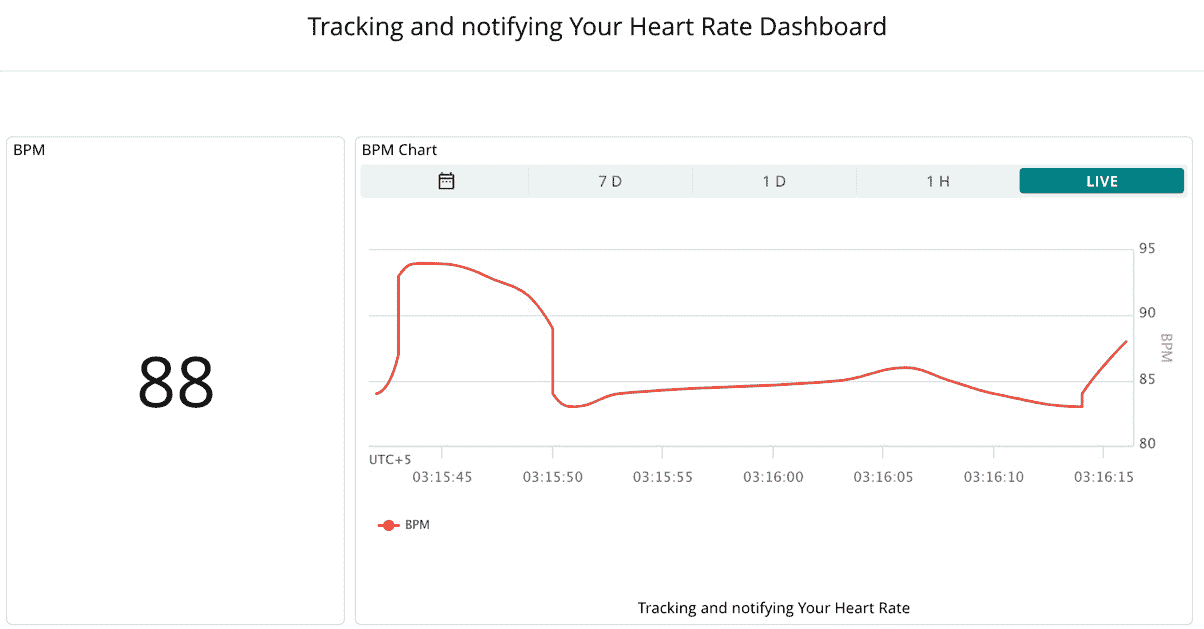 Tracking and notifying Your Heart Rate Dashboard
BPM
88
BPM Chart
7 D
1 D
1 H
LIVE
95
90
BPM
85
80
UTC+5
03:15:45
03:15:50
03:15:55
03:16:00
03:16:05
03:16:10
03:16:15
BPM
Tracking and notifying Your Heart Rate